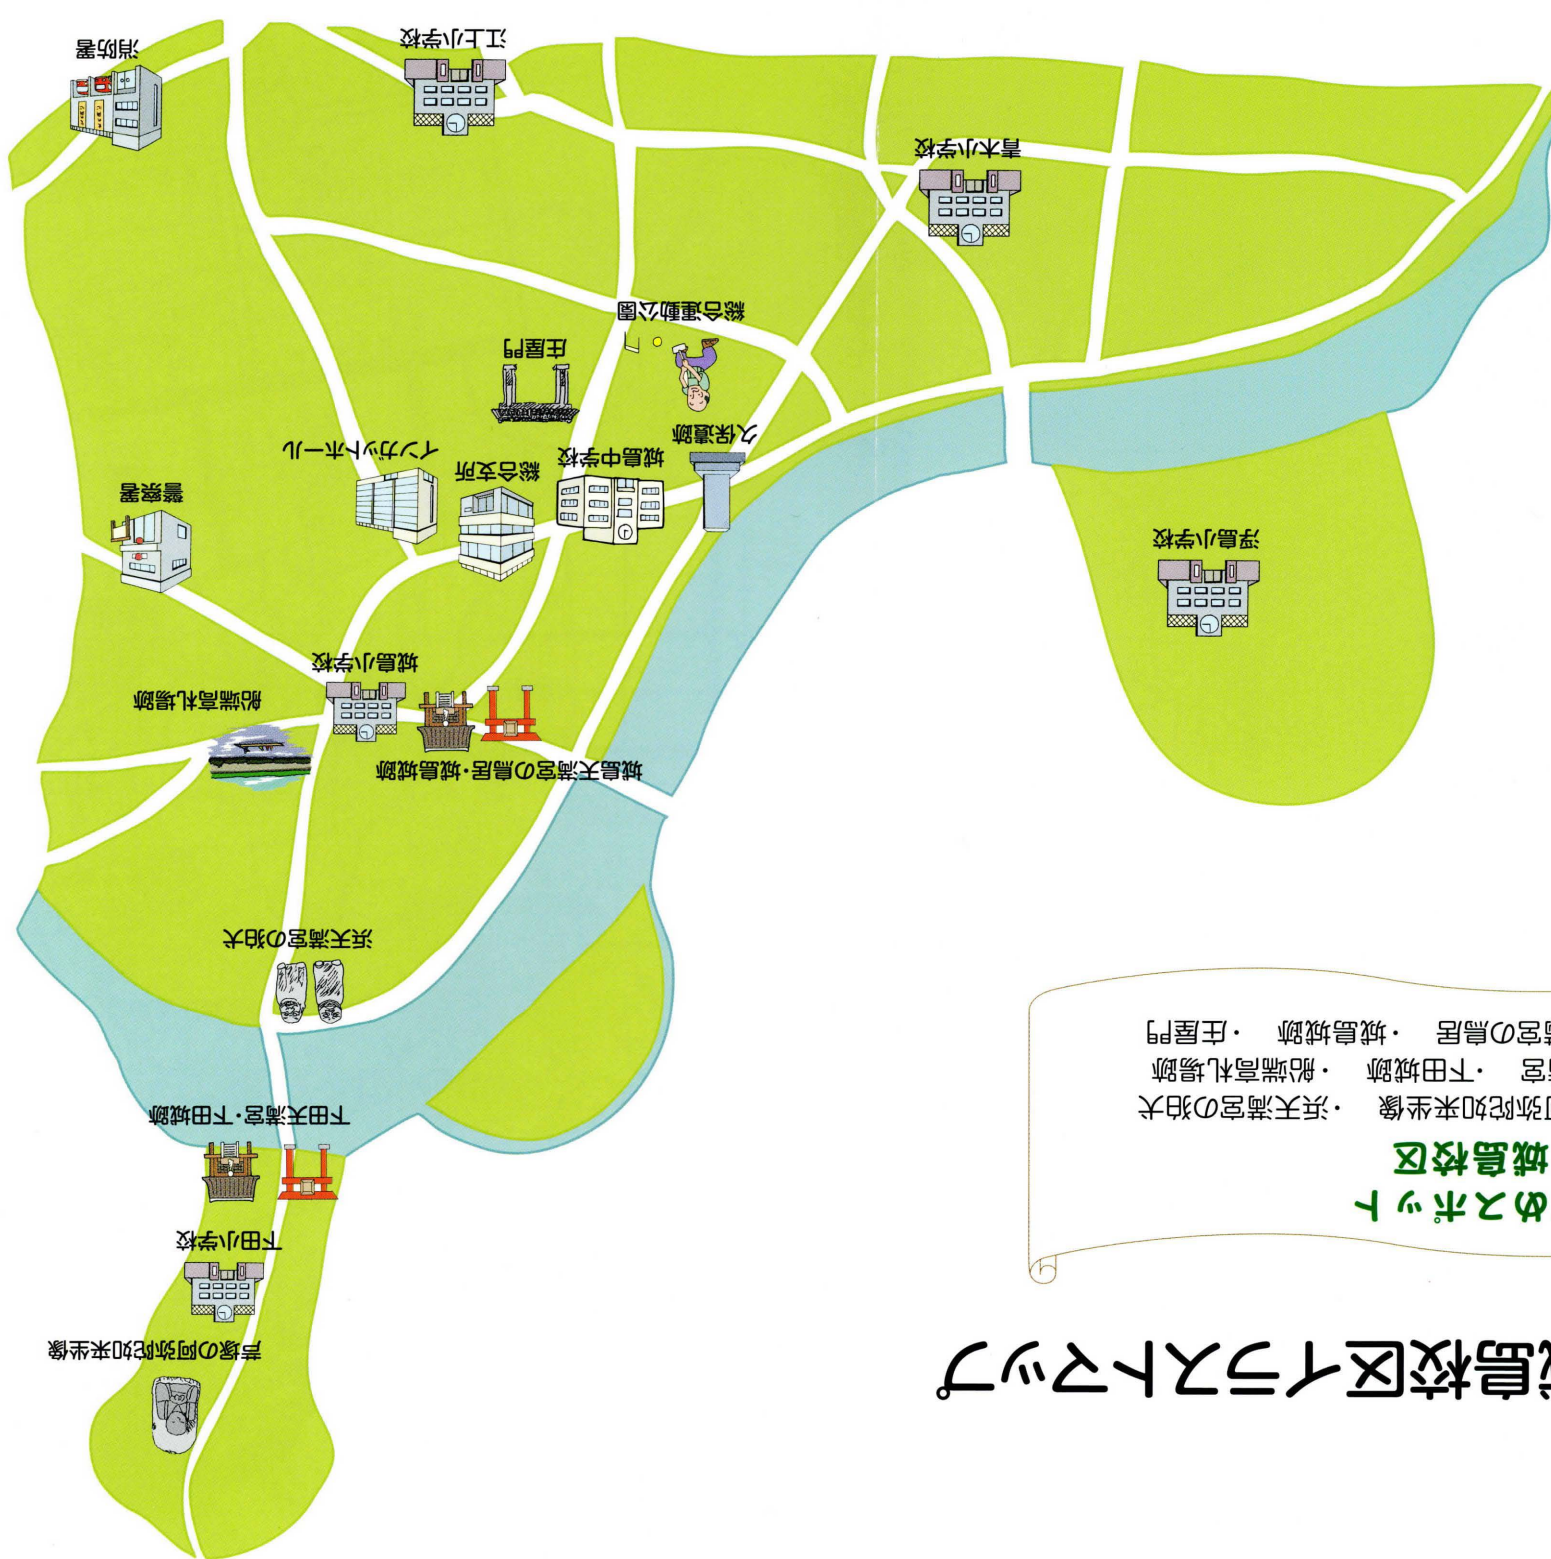 城島校区イラストマップ
めスポット
城島校区
阿弥陀如来坐像 ・浜天満宮の狛犬
満宮 ・下田城跡 ・船端高札場跡
満宮の鳥居 ・城島城跡 ・庄屋門
芦塚の阿弥陀如来坐像
下田小学校
下田天満宮・下田城跡
浜天満宮の狛犬
城島天満宮の鳥居・城島城跡
船端高札場跡
城島小学校
浮島小学校
警察署
総合支所
城島中学校
インガットホール
久保遺跡
庄屋門
総合運動公園
青木小学校
消防署
江上小学校